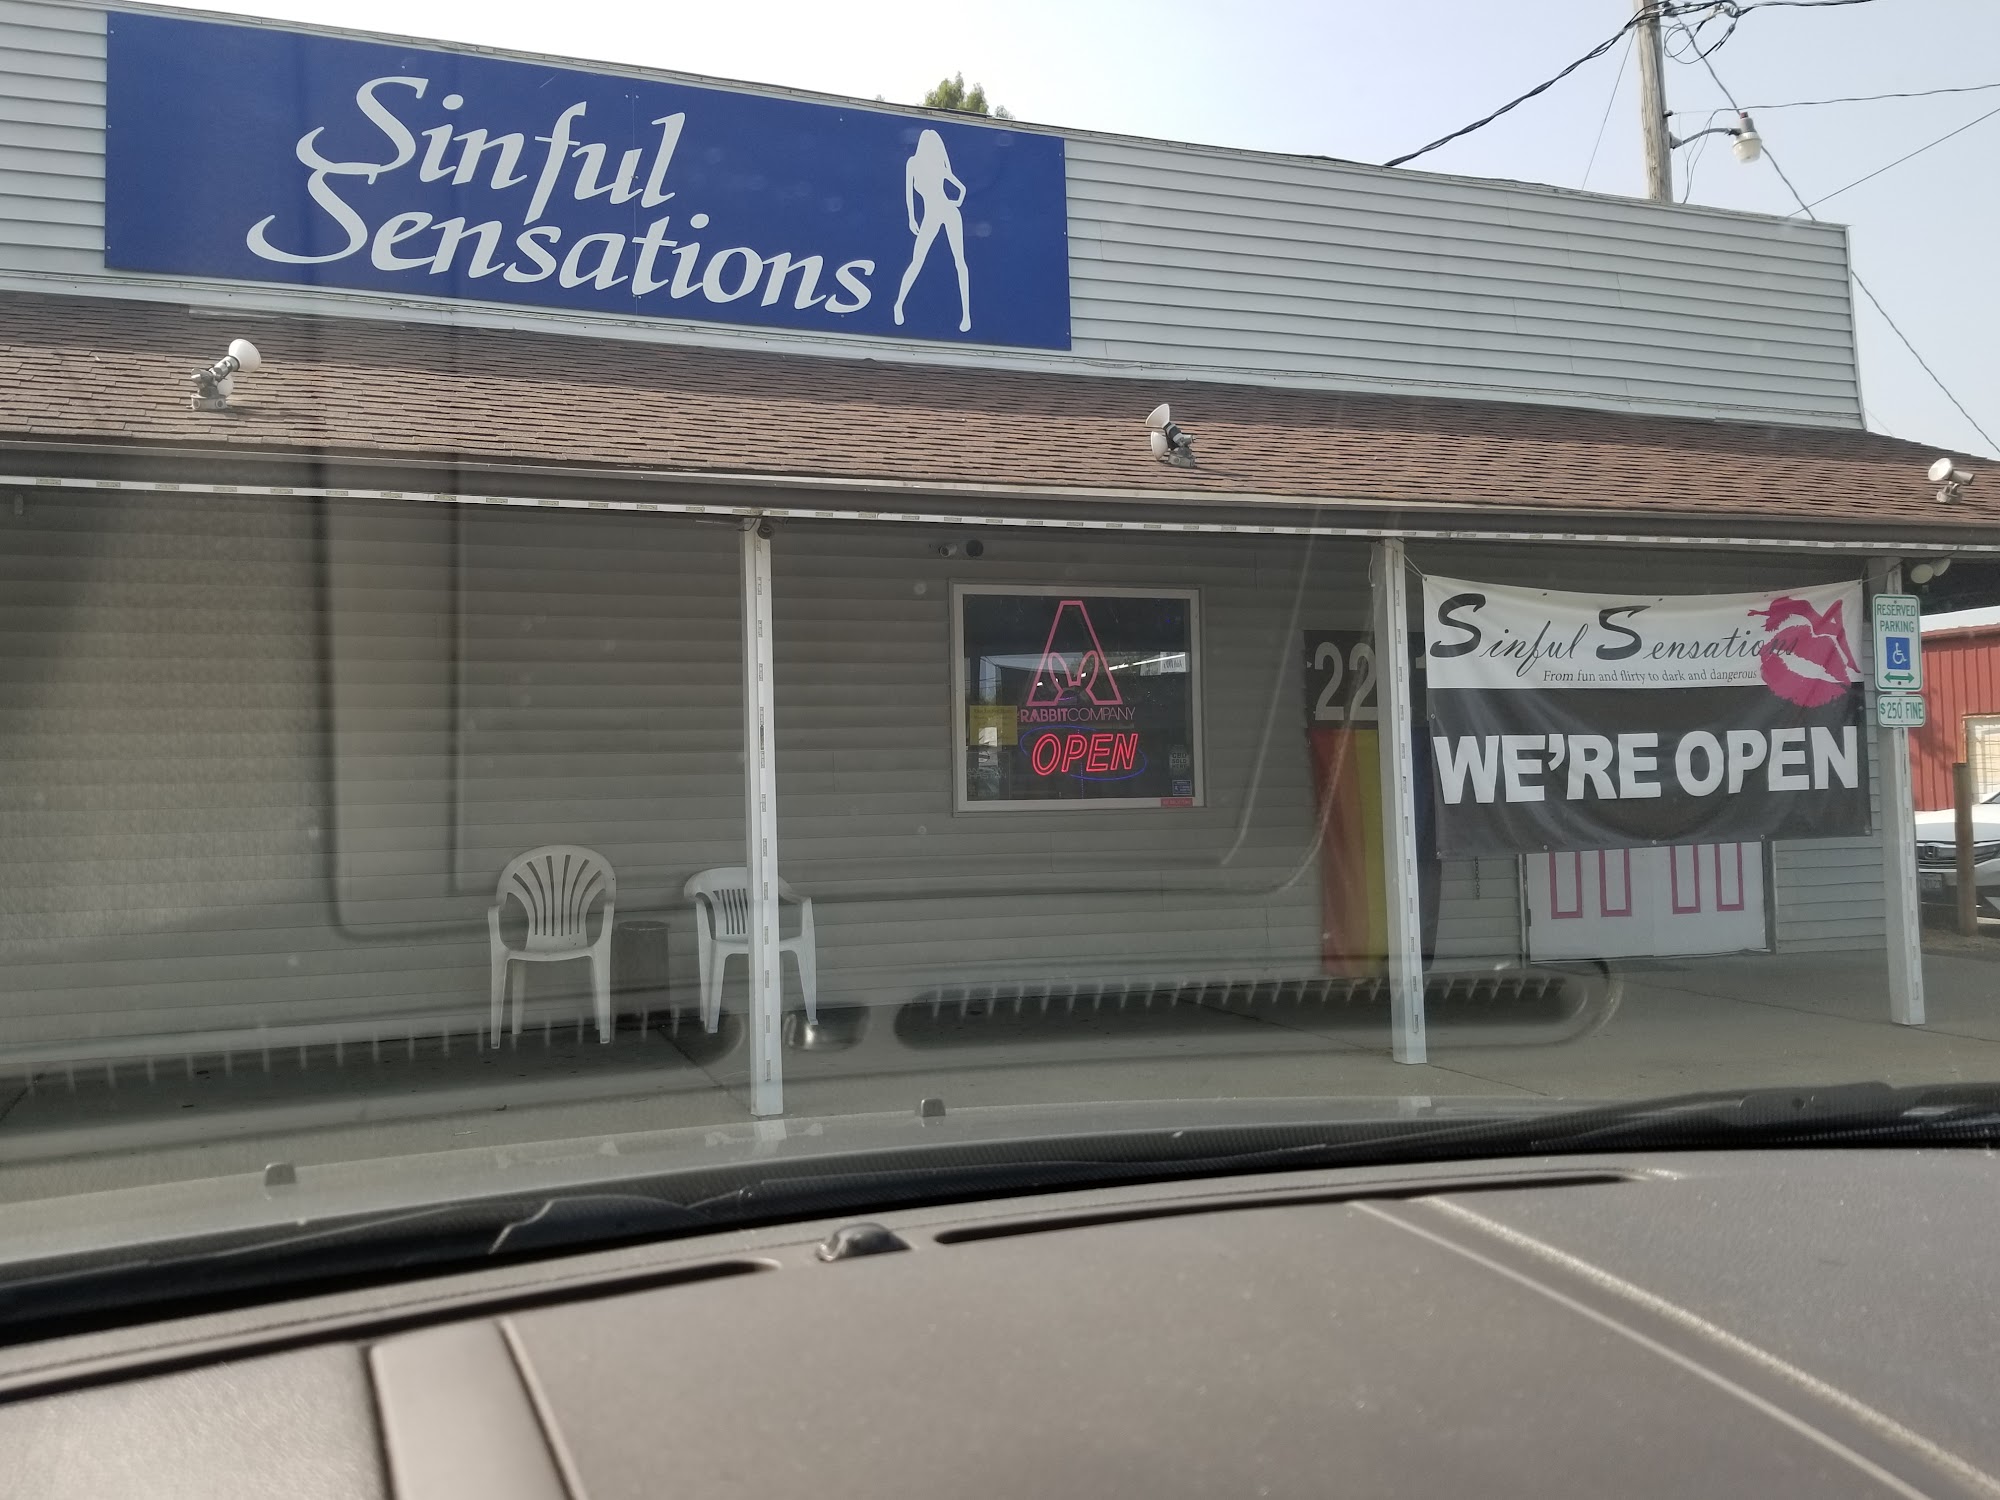 Sinful
Sensations
RABBITCOMPANY
OPEN
22
Sinful Sensations
From fun and flirty to dark and dangerous
WE'RE OPEN
RESERVED
PARKING
$250 FINE